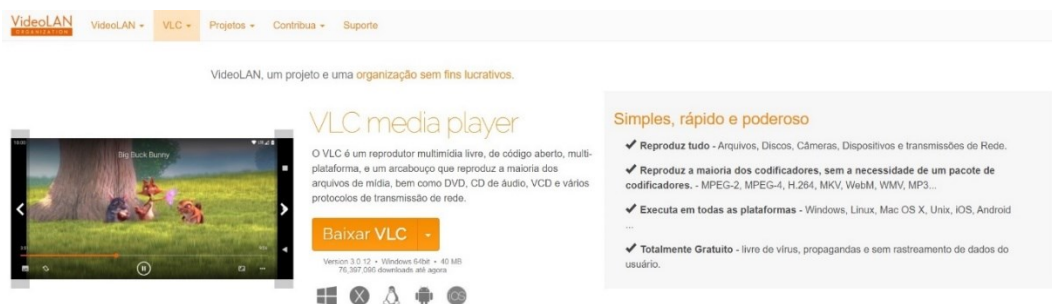 VideoLAN
ORGANIZATION
VideoLAN
VLC
Projetos
Contribua
Suporte
VideoLAN, um projeto e uma organização sem fins lucrativos.
Big Buck Bunny
VLC media player
O VLC é um reprodutor multimídia livre, de código aberto, multi-
plataforma, e um arcabouço que reproduz a maioria dos
arquivos de mídia, bem como DVD, CD de áudio, VCD e vários
protocolos de transmissão de rede.
Baixar VLC
Version 3.0.12 • Windows 64bit • 40 MB
76,397,096 downloads até agora
iOS
Simples, rápido e poderoso
Reproduz tudo - Arquivos, Discos, Câmeras, Dispositivos e transmissões de Rede.
Reproduz a maioria dos codificadores, sem a necessidade de um pacote de
codificadores. - MPEG-2, MPEG-4, H.264, MKV, WebM, WMV, MP3...
Executa em todas as plataformas - Windows, Linux, Mac OS X, Unix, iOS, Android
...
Totalmente Gratuito - livre de vírus, propagandas e sem rastreamento de dados do
usuário.